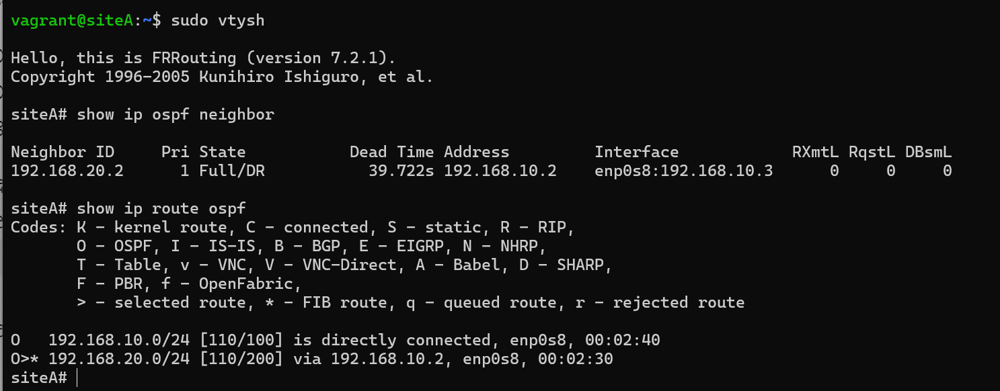 vagrant@siteA:~$ sudo vtysh
Hello, this is FRRouting (version 7.2.1).
Copyright 1996-2005 Kunihiro Ishiguro, et al.
siteA# show ip ospf neighbor
Neighbor ID     Pri State           Dead Time Address         Interface            RXmtL RqstL DBsmL
192.168.20.2      1 Full/DR           39.722s 192.168.10.2    enp0s8:192.168.10.3      0     0     0
siteA# show ip route ospf
Codes: K - kernel route, C - connected, S - static, R - RIP,
       O - OSPF, I - IS-IS, B - BGP, E - EIGRP, N - NHRP,
       T - Table, v - VNC, V - VNC-Direct, A - Babel, D - SHARP,
       F - PBR, f - OpenFabric,
       > - selected route, * - FIB route, q - queued route, r - rejected route
O   192.168.10.0/24 [110/100] is directly connected, enp0s8, 00:02:40
O>* 192.168.20.0/24 [110/200] via 192.168.10.2, enp0s8, 00:02:30
siteA#